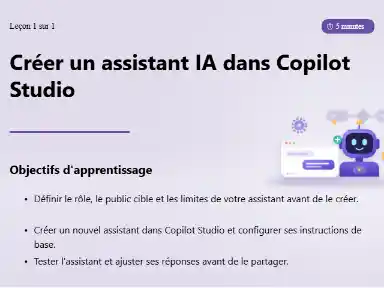 Leçon 1 sur 1
5 minutes
Créer un assistant IA dans Copilot
Studio
Objectifs d'apprentissage
• Définir le rôle, le public cible et les limites de votre assistant avant de le créer.
• Créer un nouvel assistant dans Copilot Studio et configurer ses instructions de
base.
• Tester l'assistant et ajuster ses réponses avant de le partager.